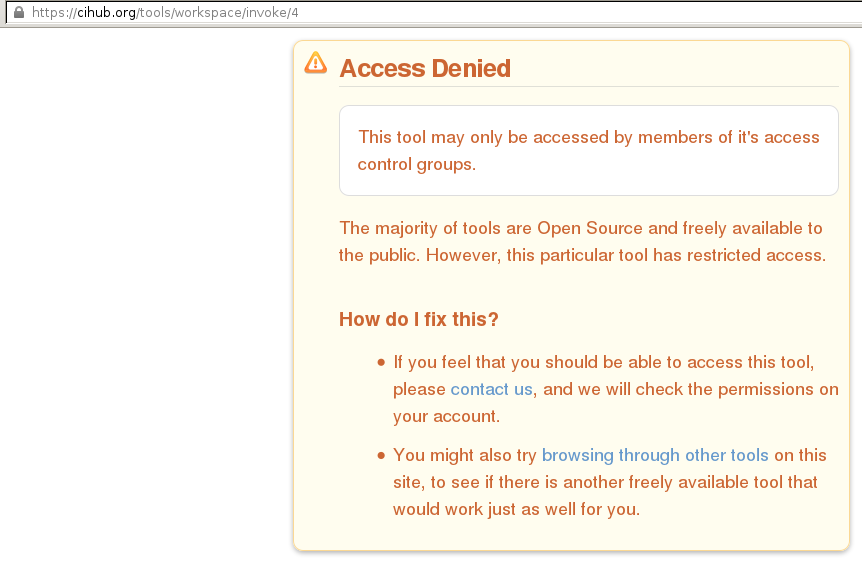 https://cihub.org/tools/workspace/invoke/4
Access Denied
This tool may only be accessed by members of it's access
control groups.
The majority of tools are Open Source and freely available to
the public. However, this particular tool has restricted access.
How do I fix this?
• If you feel that you should be able to access this tool,
please contact us, and we will check the permissions on
your account.
• You might also try browsing through other tools on this
site, to see if there is another freely available tool that
would work just as well for you.